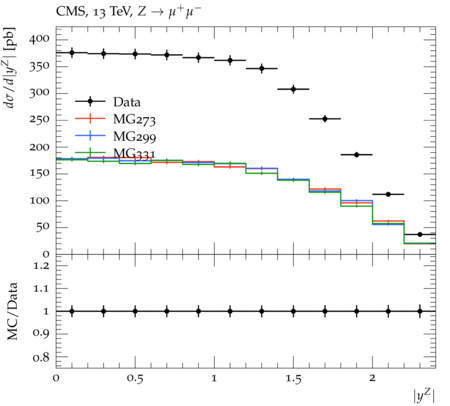 CMS, 13 TeV, Z → μ⁺μ⁻
dσ/d|y^Z| [pb]
400
350
300
250
200
150
100
50
0
Data
MG273
MG299
MG331
MC/Data
1.2
1.1
1
0.9
0.8
0 0.5 1 1.5 2
|y^Z|